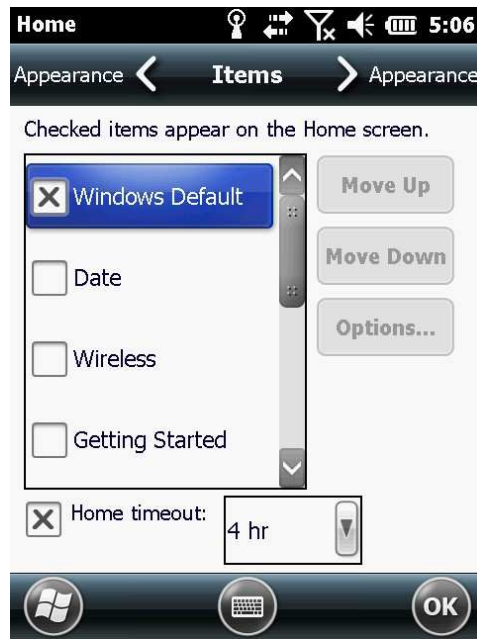 Home 5:06
Appearance Items Appearance
Checked items appear on the Home screen.
Windows Default
Date
Wireless
Getting Started
Move Up
Move Down
Options...
Home timeout: 4 hr
OK